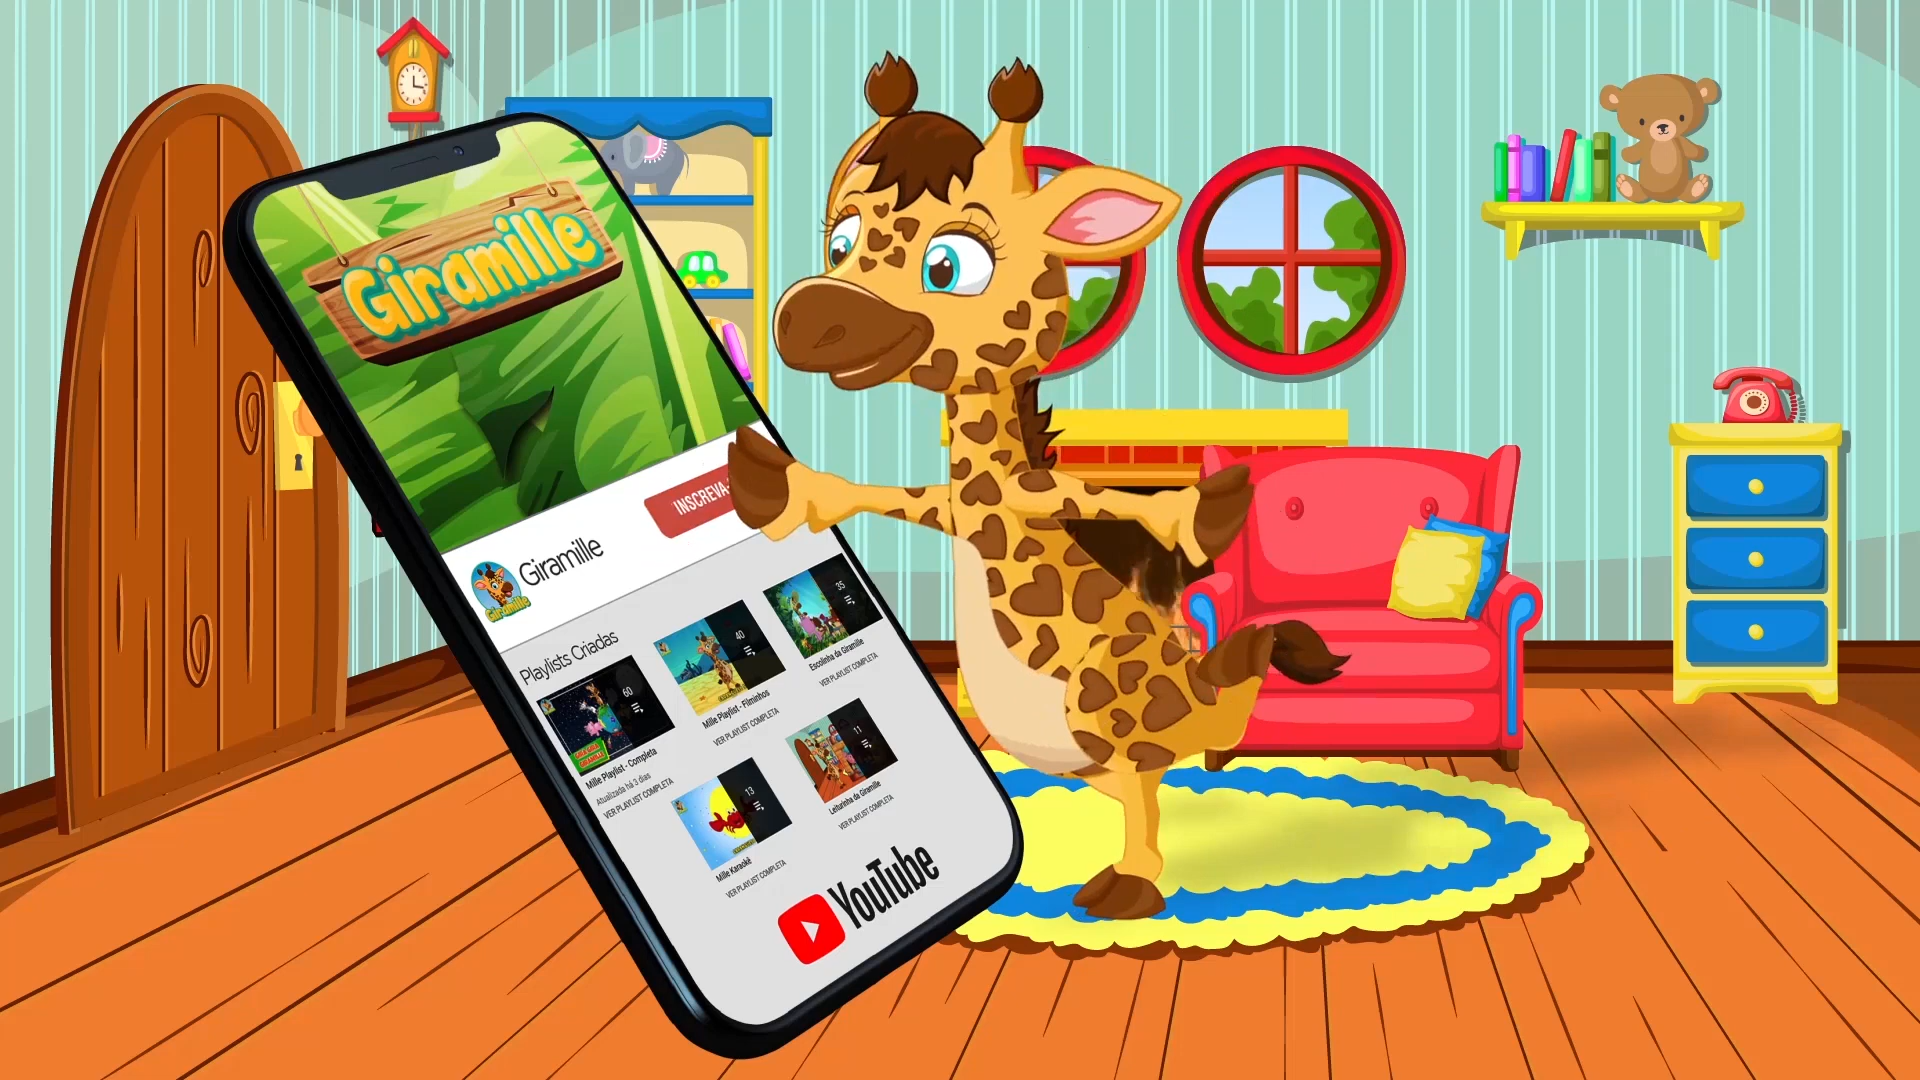 Giramille
INSCREVA-
Giramille
Giramille
Playlists Criadas
60
Mille Playlist - Completa
Atualizada há 3 dias
VER PLAYLIST COMPLETA
40
Mille Playlist - Filminhos
VER PLAYLIST COMPLETA
35
Escolinha da Giramille
VER PLAYLIST COMPLETA
13
Mille Karaokê
VER PLAYLIST COMPLETA
11
Leiturinha da Giramille
VER PLAYLIST COMPLETA
YouTube